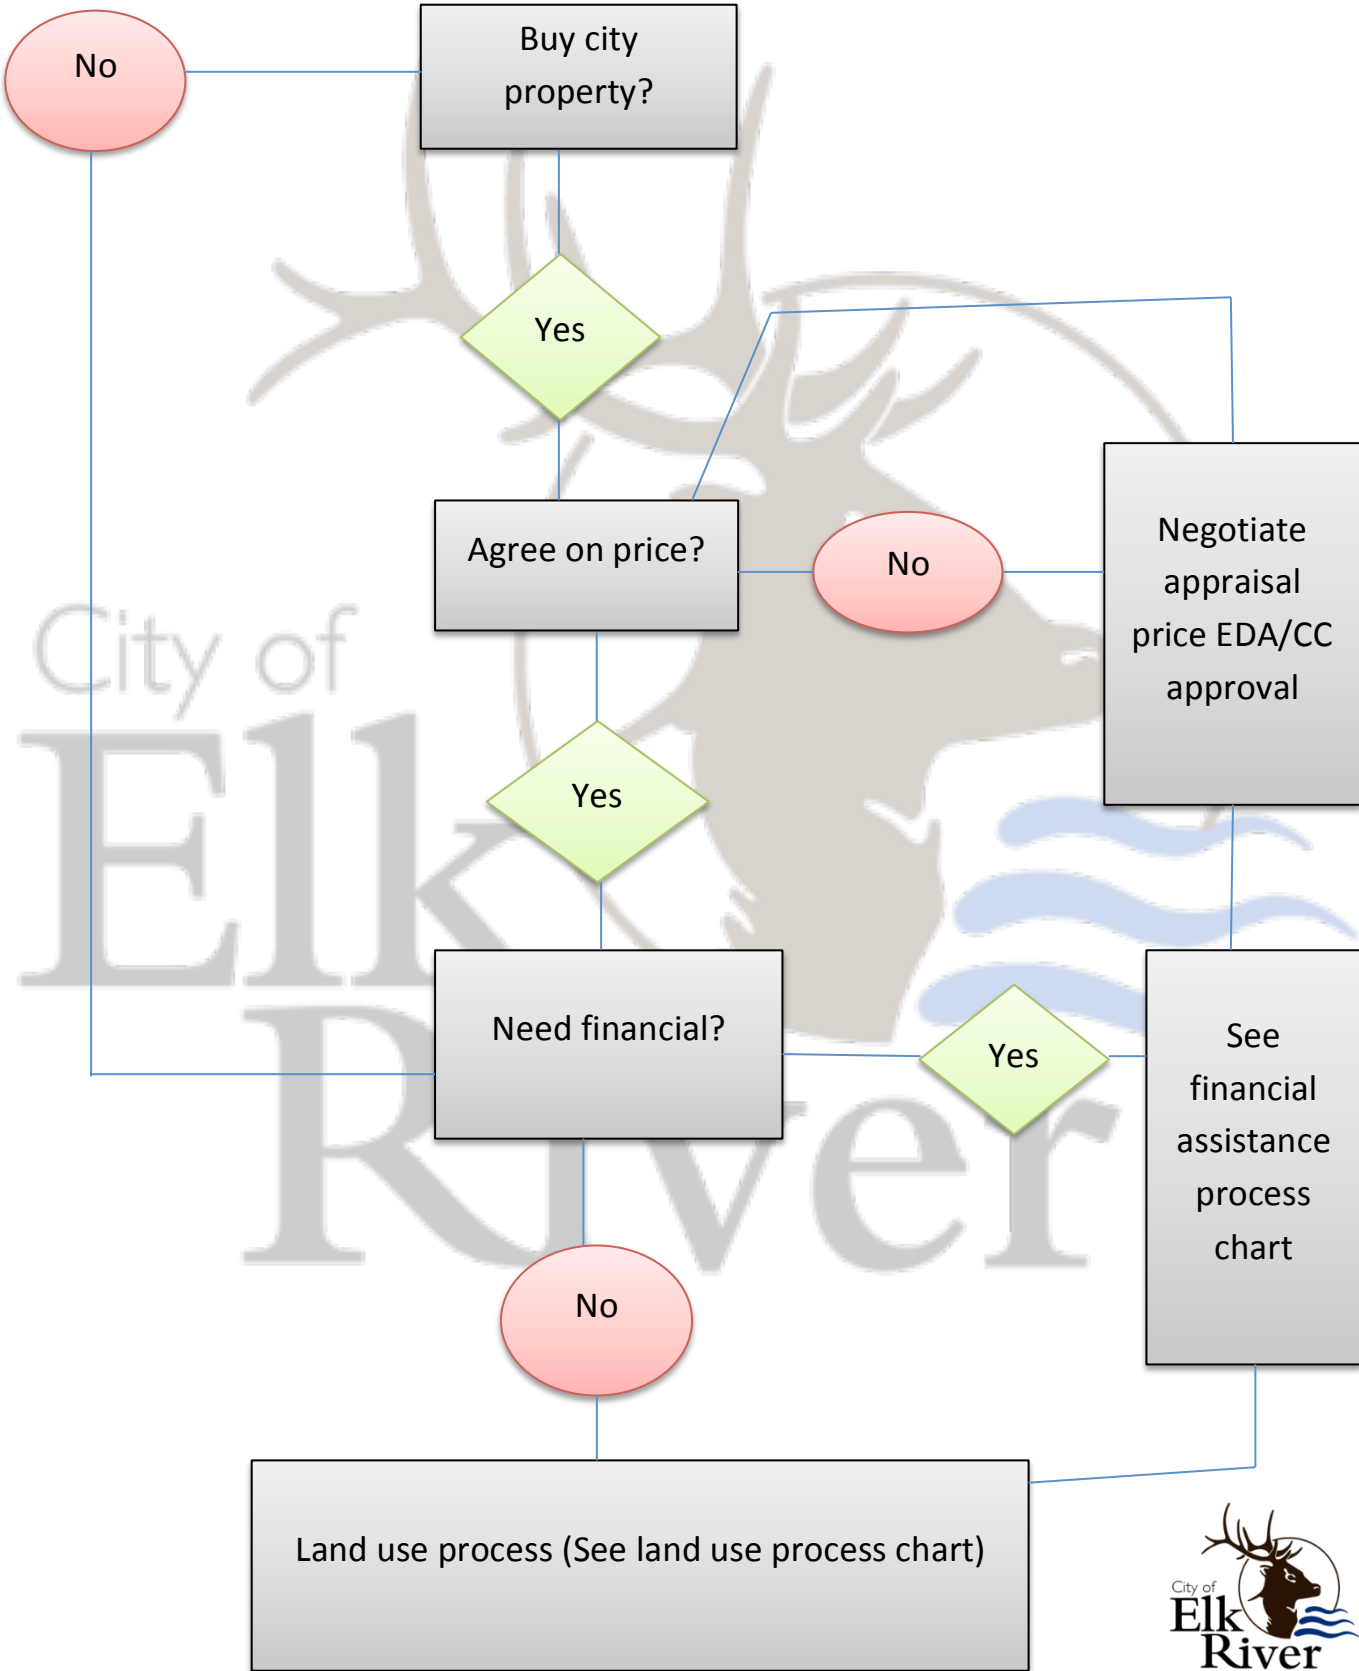 No
Buy city
property?
Yes
Agree on price?
No
Negotiate
appraisal
price EDA/CC
approval
City of
Elk
River
Yes
Need financial?
Yes
See
financial
assistance
process
chart
No
Land use process (See land use process chart)
City of
Elk
River